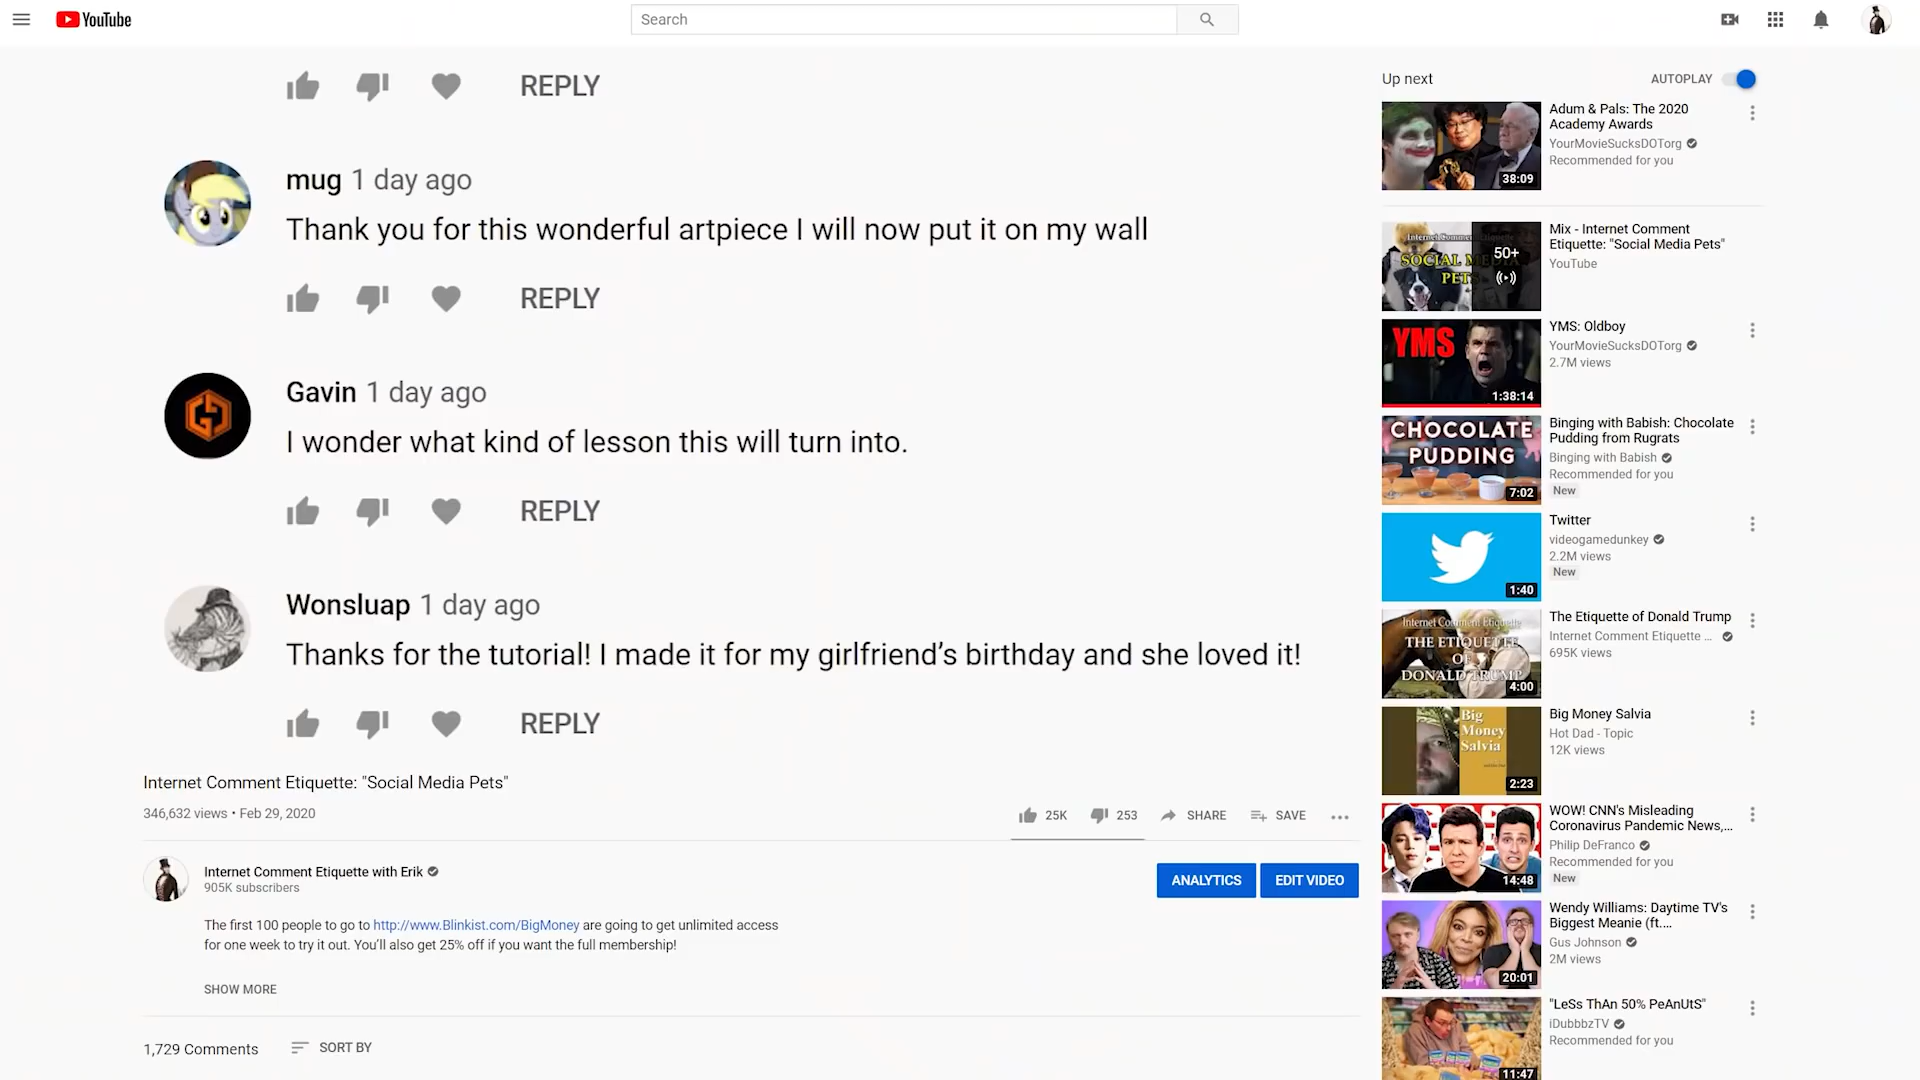 YouTube
Search
REPLY
mug 1 day ago
Thank you for this wonderful artpiece I will now put it on my wall
REPLY
Gavin 1 day ago
I wonder what kind of lesson this will turn into.
REPLY
Wonsluap 1 day ago
Thanks for the tutorial! I made it for my girlfriend’s birthday and she loved it!
REPLY
Internet Comment Etiquette: "Social Media Pets"
346,632 views • Feb 29, 2020
25K 253 SHARE SAVE
Internet Comment Etiquette with Erik
905K subscribers
ANALYTICS EDIT VIDEO
The first 100 people to go to http://www.Blinkist.com/BigMoney are going to get unlimited access
for one week to try it out. You’ll also get 25% off if you want the full membership!
SHOW MORE
1,729 Comments SORT BY
Up next AUTOPLAY
38:09
Adum & Pals: The 2020
Academy Awards
YourMovieSucksDOTorg
Recommended for you
Internet Comment
SOCIAL M
PETS
50+
Mix - Internet Comment
Etiquette: "Social Media Pets"
YouTube
YMS
1:38:14
YMS: Oldboy
YourMovieSucksDOTorg
2.7M views
CHOCOLATE
PUDDING
7:02
Binging with Babish: Chocolate
Pudding from Rugrats
Binging with Babish
Recommended for you
New
1:40
Twitter
videogamedunkey
2.2M views
New
Internet Comment Etiquette
THE ETIQUETTE
OF
DONALD TRUMP
4:00
The Etiquette of Donald Trump
Internet Comment Etiquette ...
695K views
Big
Money
Salvia
2:23
Big Money Salvia
Hot Dad - Topic
12K views
14:48
WOW! CNN's Misleading
Coronavirus Pandemic News,...
Philip DeFranco
Recommended for you
New
20:01
Wendy Williams: Daytime TV's
Biggest Meanie (ft....
Gus Johnson
2M views
11:47
"LeSs ThAn 50% PeAnUtS"
iDubbbzTV
Recommended for you